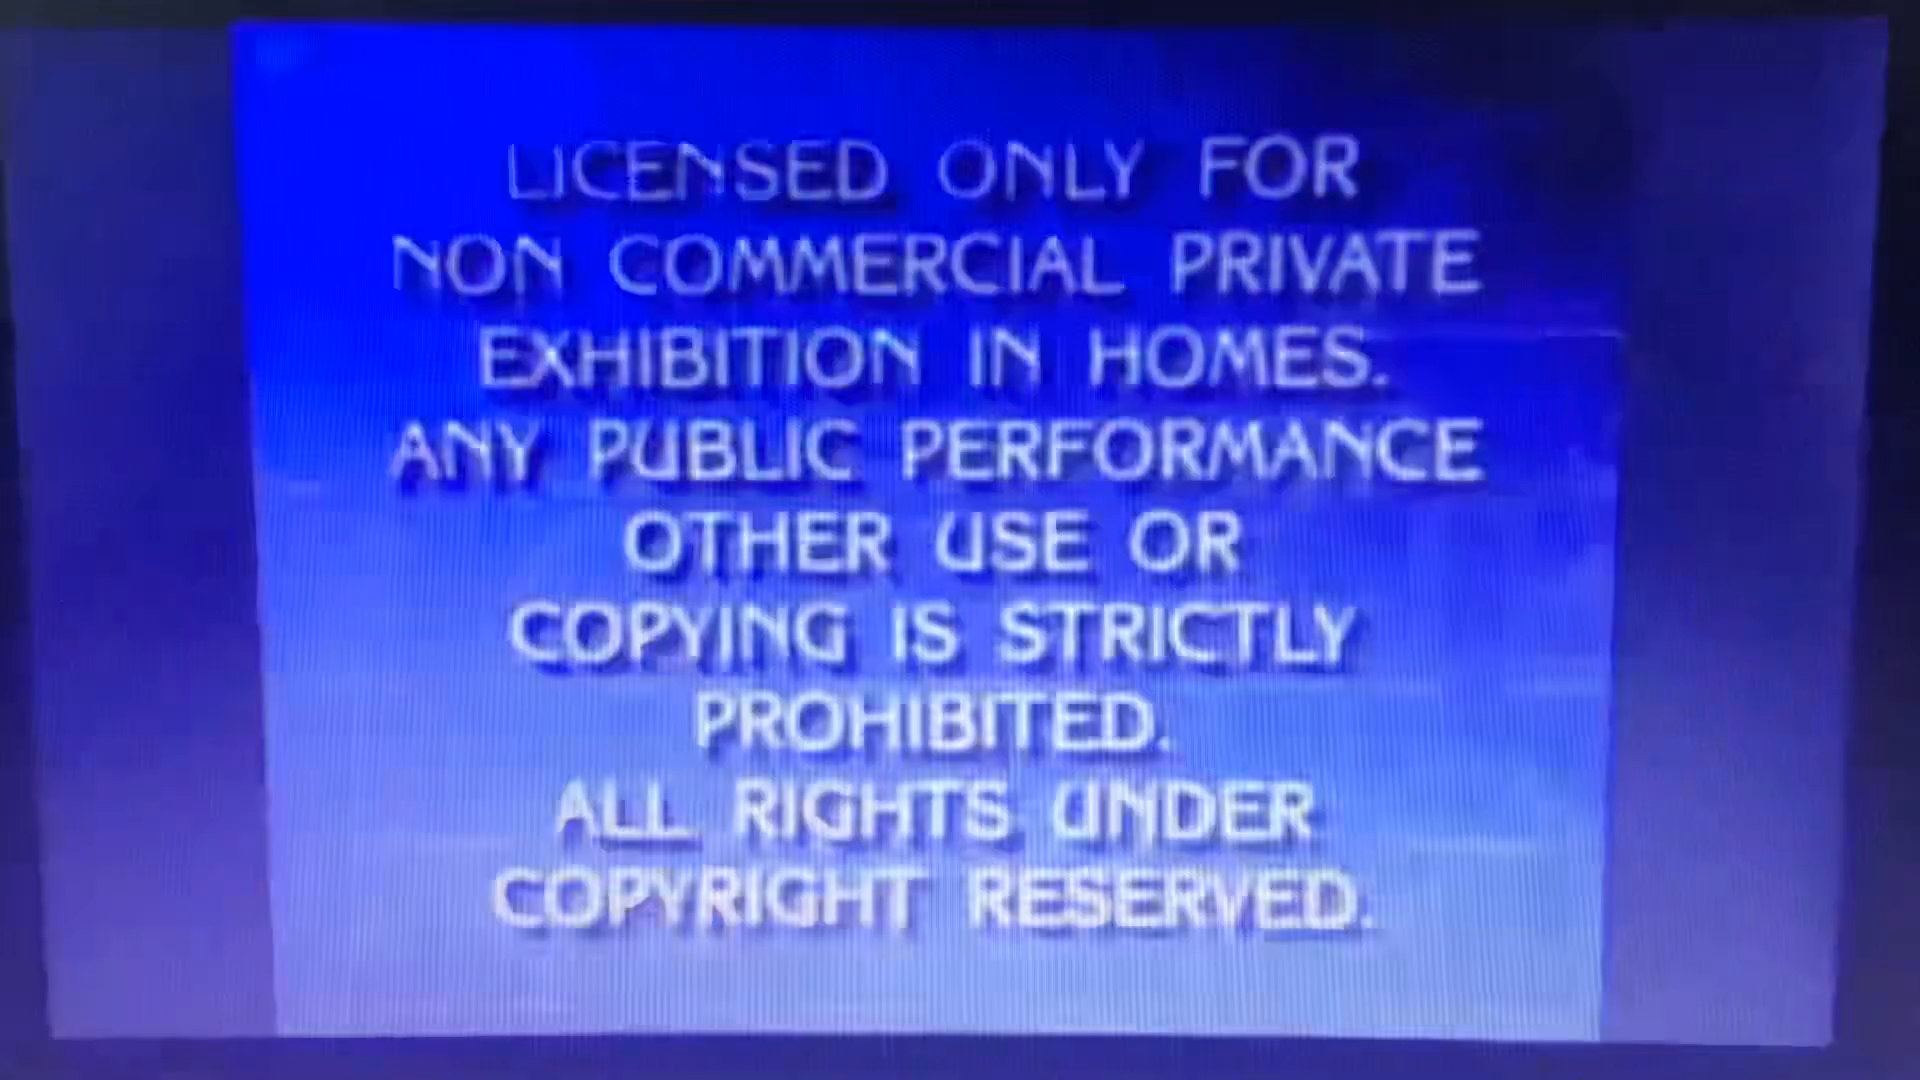 LICENSED ONLY FOR
NON COMMERCIAL PRIVATE
EXHIBITION IN HOMES.
ANY PUBLIC PERFORMANCE
OTHER USE OR
COPYING IS STRICTLY
PROHIBITED.
ALL RIGHTS UNDER
COPYRIGHT RESERVED.